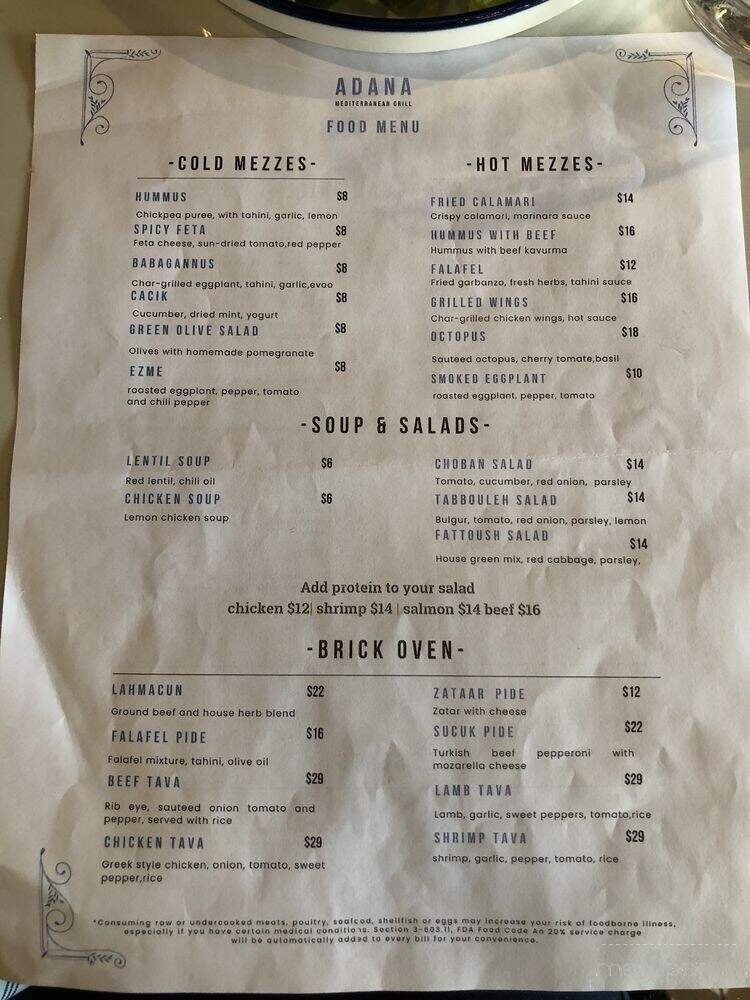 ADANA
MEDITERRANEAN GRILL
FOOD MENU
-COLD MEZZES-
HUMMUS $8
Chickpea puree, with tahini, garlic, lemon
SPICY FETA $8
Feta cheese, sun-dried tomato,red pepper
BABAGANNUS $8
Char-grilled eggplant, tahini, garlic,evoo
CACIK $8
Cucumber, dried mint, yogurt
GREEN OLIVE SALAD $8
Olives with homemade pomegranate
EZME $8
roasted eggplant, pepper, tomato
and chili pepper
-HOT MEZZES-
FRIED CALAMARI $14
Crispy calamari, marinara sauce
HUMMUS WITH BEEF $16
Hummus with beef kavurma
FALAFEL $12
Fried garbanzo, fresh herbs, tahini sauce
GRILLED WINGS $16
Char-grilled chicken wings, hot sauce
OCTOPUS $18
Sauteed octopus, cherry tomate,basil
SMOKED EGGPLANT $10
roasted eggplant, pepper, tomato
-SOUP & SALADS-
LENTIL SOUP $6
Red lentil, chili oil
CHICKEN SOUP $6
Lemon chicken soup
CHOBAN SALAD $14
Tomato, cucumber, red onion, parsley
TABBOULEH SALAD $14
Bulgur, tomato, red onion, parsley, lemon
FATTOUSH SALAD $14
House green mix, red cabbage, parsley,
Add protein to your salad
chicken $12| shrimp $14 | salmon $14 beef $16
-BRICK OVEN-
LAHMACUN $22
Ground beef and house herb blend
FALAFEL PIDE $16
Falafel mixture, tahini, olive oil
BEEF TAVA $29
Rib eye, sauteed onion tomato and
pepper, served with rice
CHICKEN TAVA $29
Greek style chicken, onion, tomato, sweet
pepper,rice
ZATAAR PIDE $12
Zatar with cheese
SUCUK PIDE $22
Turkish beef pepperoni with
mozarella cheese
LAMB TAVA $29
Lamb, garlic, sweet peppers, tomato,rice
SHRIMP TAVA $29
shrimp, garlic, pepper, tomato, rice
*Consuming raw or undercooked meats, poultry, seafood, shellfish or eggs may increase your risk of foodborne illness,
especially if you have certain medical conditions. Section 3-603.11, FDA Food Code An 20% service charge
will be automatically added to every bill for your convenience.